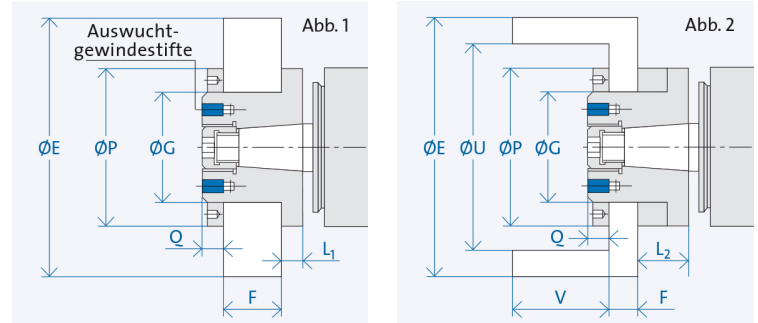 Abb. 1
Auswucht-
gewindestifte
ØE
ØP
ØG
Q
L₁
F
Abb. 2
ØE
ØU
ØP
ØG
Q
L₂
V
F